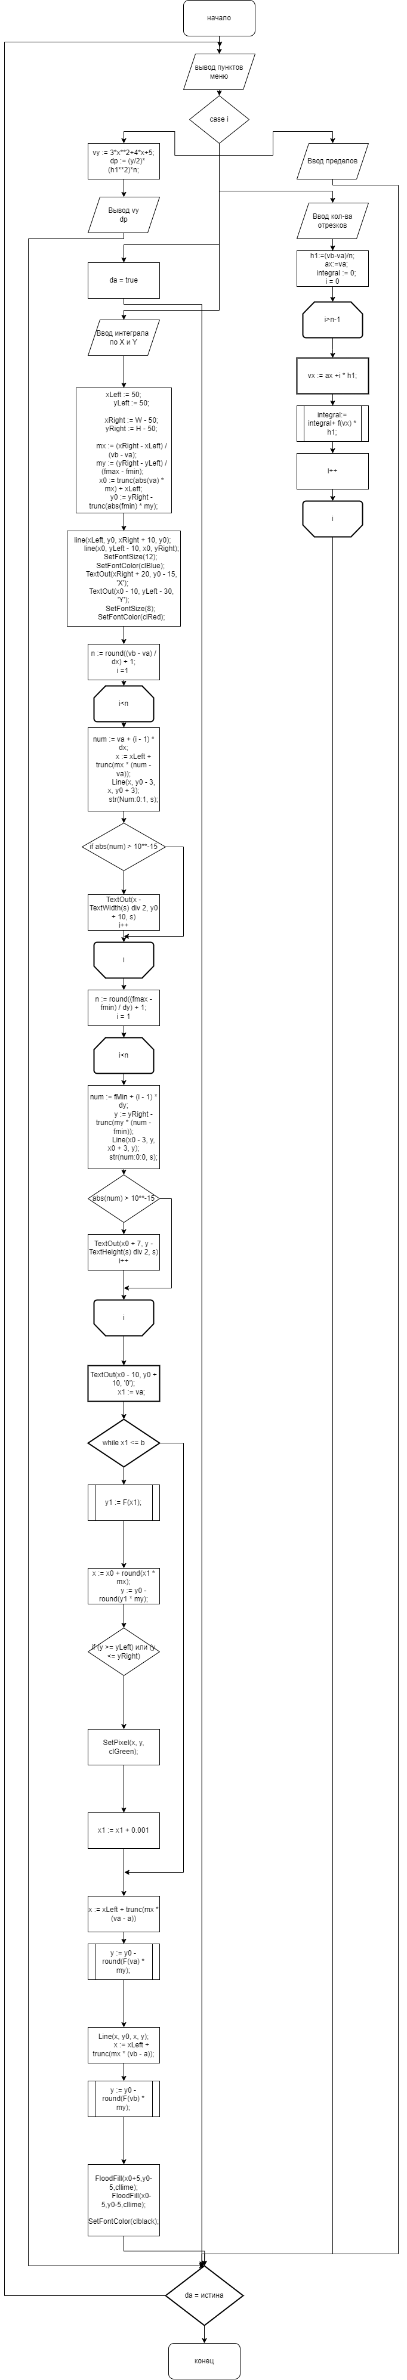 начало
вывод пунктов
меню
case i
vy := 3*x**2+4*x+5;
dp := (y/2)*
(h1**2)*n;
Ввод пределов
Вывод vy
dp
Ввод кол-ва
отрезков
h1:=(vb-va)/n;
ax:=va;
integral := 0;
i = 0
da = true
i>n-1
Ввод интеграла
по X и Y
vx := ax +i * h1;
xLeft := 50;
yLeft := 50;
xRight := W - 50;
yRight := H - 50;
mx := (xRight - xLeft) /
(vb - va);
my := (yRight - yLeft) /
(fmax - fmin);
x0 := trunc(abs(va) *
mx) + xLeft;
y0 := yRight -
trunc(abs(fmin) * my);
integral:=
integral+ f(vx) *
h1;
i++
i
line(xLeft, y0, xRight + 10, y0);
line(x0, yLeft - 10, x0, yRight);
SetFontSize(12);
SetFontColor(clBlue);
TextOut(xRight + 20, y0 - 15,
'X');
TextOut(x0 - 10, yLeft - 30,
'Y');
SetFontSize(8);
SetFontColor(clRed);
n := round((vb - va) /
dx) + 1;
i =1
i<n
num := va + (i - 1) *
dx;
x := xLeft +
trunc(mx * (num -
va));
Line(x, y0 - 3,
x, y0 + 3);
str(Num:0:1, s);
if abs(num) > 10**-15
TextOut(x -
TextWidth(s) div 2, y0
+ 10, s)
i++
i
n := round((fmax -
fmin) / dy) + 1;
i = 1
i<n
num := fMin + (i - 1) *
dy;
y := yRight -
trunc(my * (num -
fmin));
Line(x0 - 3, y,
x0 + 3, y);
str(num:0:0, s);
abs(num) > 10**-15
TextOut(x0 + 7, y -
TextHeight(s) div 2, s)
i++
i
TextOut(x0 - 10, y0 +
10, '0');
x1 := va;
while x1 <= b
y1 := F(x1);
x := x0 + round(x1 *
mx);
y := y0 -
round(y1 * my);
if (y >= yLeft) или (y
<= yRight)
SetPixel(x, y,
clGreen);
x1 := x1 + 0.001
x := xLeft + trunc(mx *
(va - a))
y := y0 -
round(F(va) *
my);
Line(x, y0, x, y);
x := xLeft +
trunc(mx * (vb - a));
y := y0 -
round(F(vb) *
my);
FloodFill(x0+5,y0-
5,cllime);
FloodFill(x0-
5,y0-5,cllime);
SetFontColor(clblack);
da = истина
конец